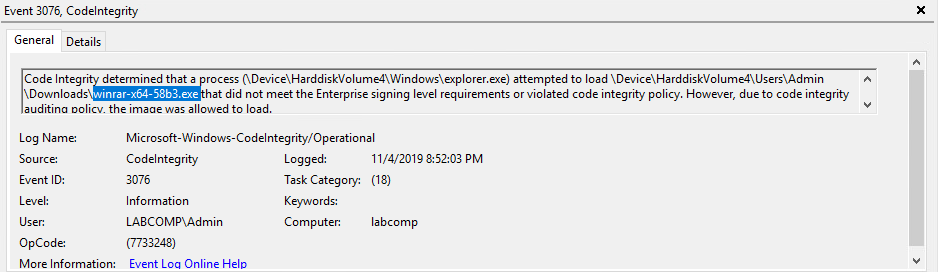 Event 3076, CodeIntegrity
General Details
Code Integrity determined that a process (\Device\HarddiskVolume4\Windows\explorer.exe) attempted to load \Device\HarddiskVolume4\Users\Admin
\Downloads\winrar-x64-58b3.exe that did not meet the Enterprise signing level requirements or violated code integrity policy. However, due to code integrity
auditing policy, the image was allowed to load.
Log Name: Microsoft-Windows-CodeIntegrity/Operational
Source: CodeIntegrity Logged: 11/4/2019 8:52:03 PM
Event ID: 3076 Task Category: (18)
Level: Information Keywords:
User: LABCOMP\Admin Computer: labcomp
OpCode: (7733248)
More Information: Event Log Online Help